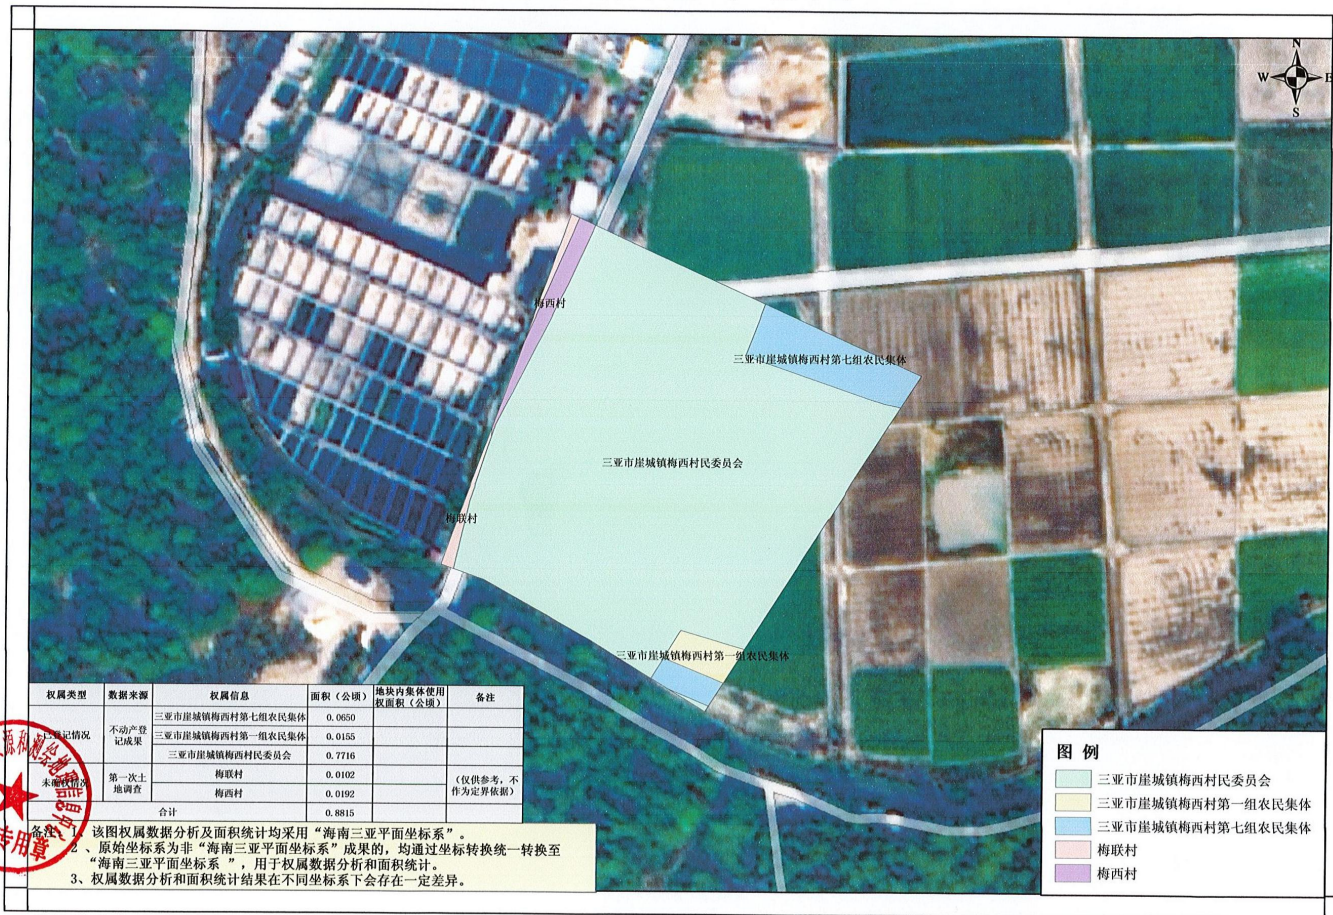 N
W
E
S
梅西村
三亚市崖城镇梅西村第七组农民集体
三亚市崖城镇梅西村民委员会
梅联村
三亚市崖城镇梅西村第一组农民集体
权属类型 数据来源 权属信息 面积（公顷） 地块内集体使用权面积（公顷） 备注
已登记情况 不动产登记成果 三亚市崖城镇梅西村第七组农民集体 0.0650
三亚市崖城镇梅西村第一组农民集体 0.0155
三亚市崖城镇梅西村民委员会 0.7716
第一次土地调查 梅联村 0.0102 （仅供参考，不作为定界依据）
梅西村 0.0192
合计 0.8815
备注：1、该图权属数据分析及面积统计均采用“海南三亚平面坐标系”。
2 、原始坐标系为非“海南三亚平面坐标系”成果的，均通过坐标转换统一转换至
“海南三亚平面坐标系 ”，用于权属数据分析和面积统计。
3、权属数据分析和面积统计结果在不同坐标系下会存在一定差异。
专用章
图 例
三亚市崖城镇梅西村民委员会
三亚市崖城镇梅西村第一组农民集体
三亚市崖城镇梅西村第七组农民集体
梅联村
梅西村